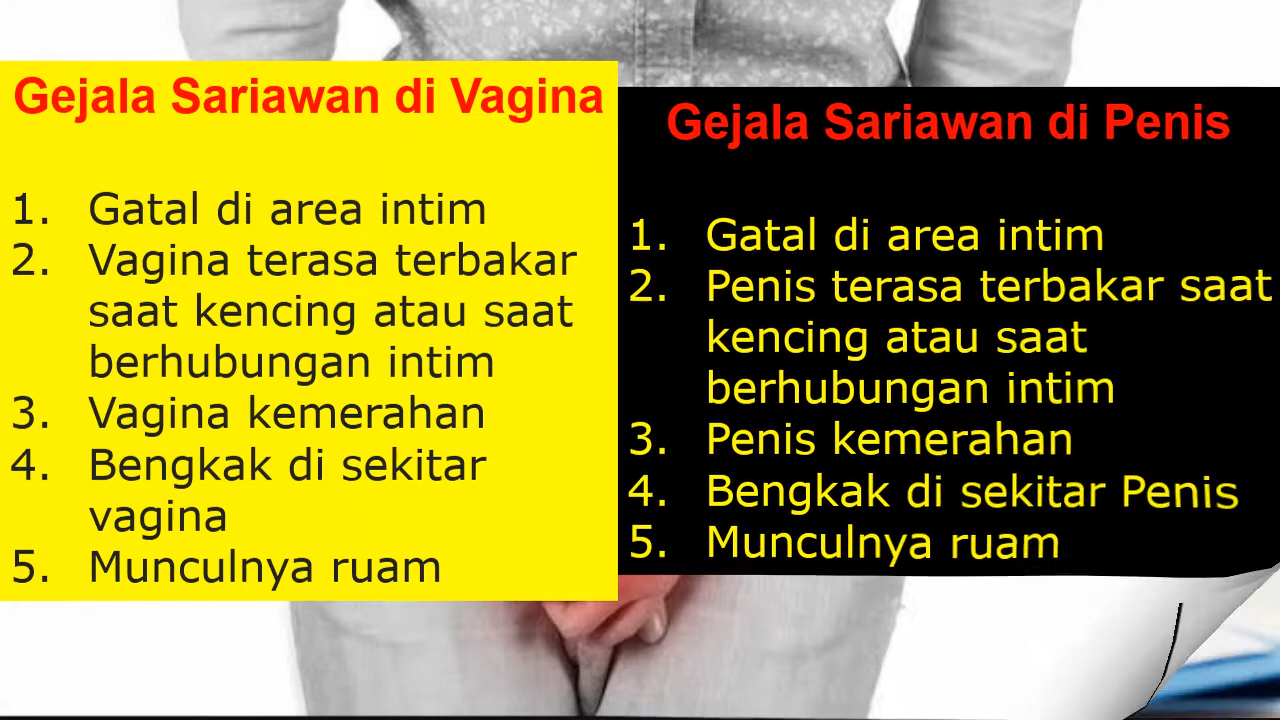 Gejala Sariawan di Vagina
1. Gatal di area intim
2. Vagina terasa terbakar
saat kencing atau saat
berhubungan intim
3. Vagina kemerahan
4. Bengkak di sekitar
vagina
5. Munculnya ruam
Gejala Sariawan di Penis
1. Gatal di area intim
2. Penis terasa terbakar saat
kencing atau saat
berhubungan intim
3. Penis kemerahan
4. Bengkak di sekitar Penis
5. Munculnya ruam